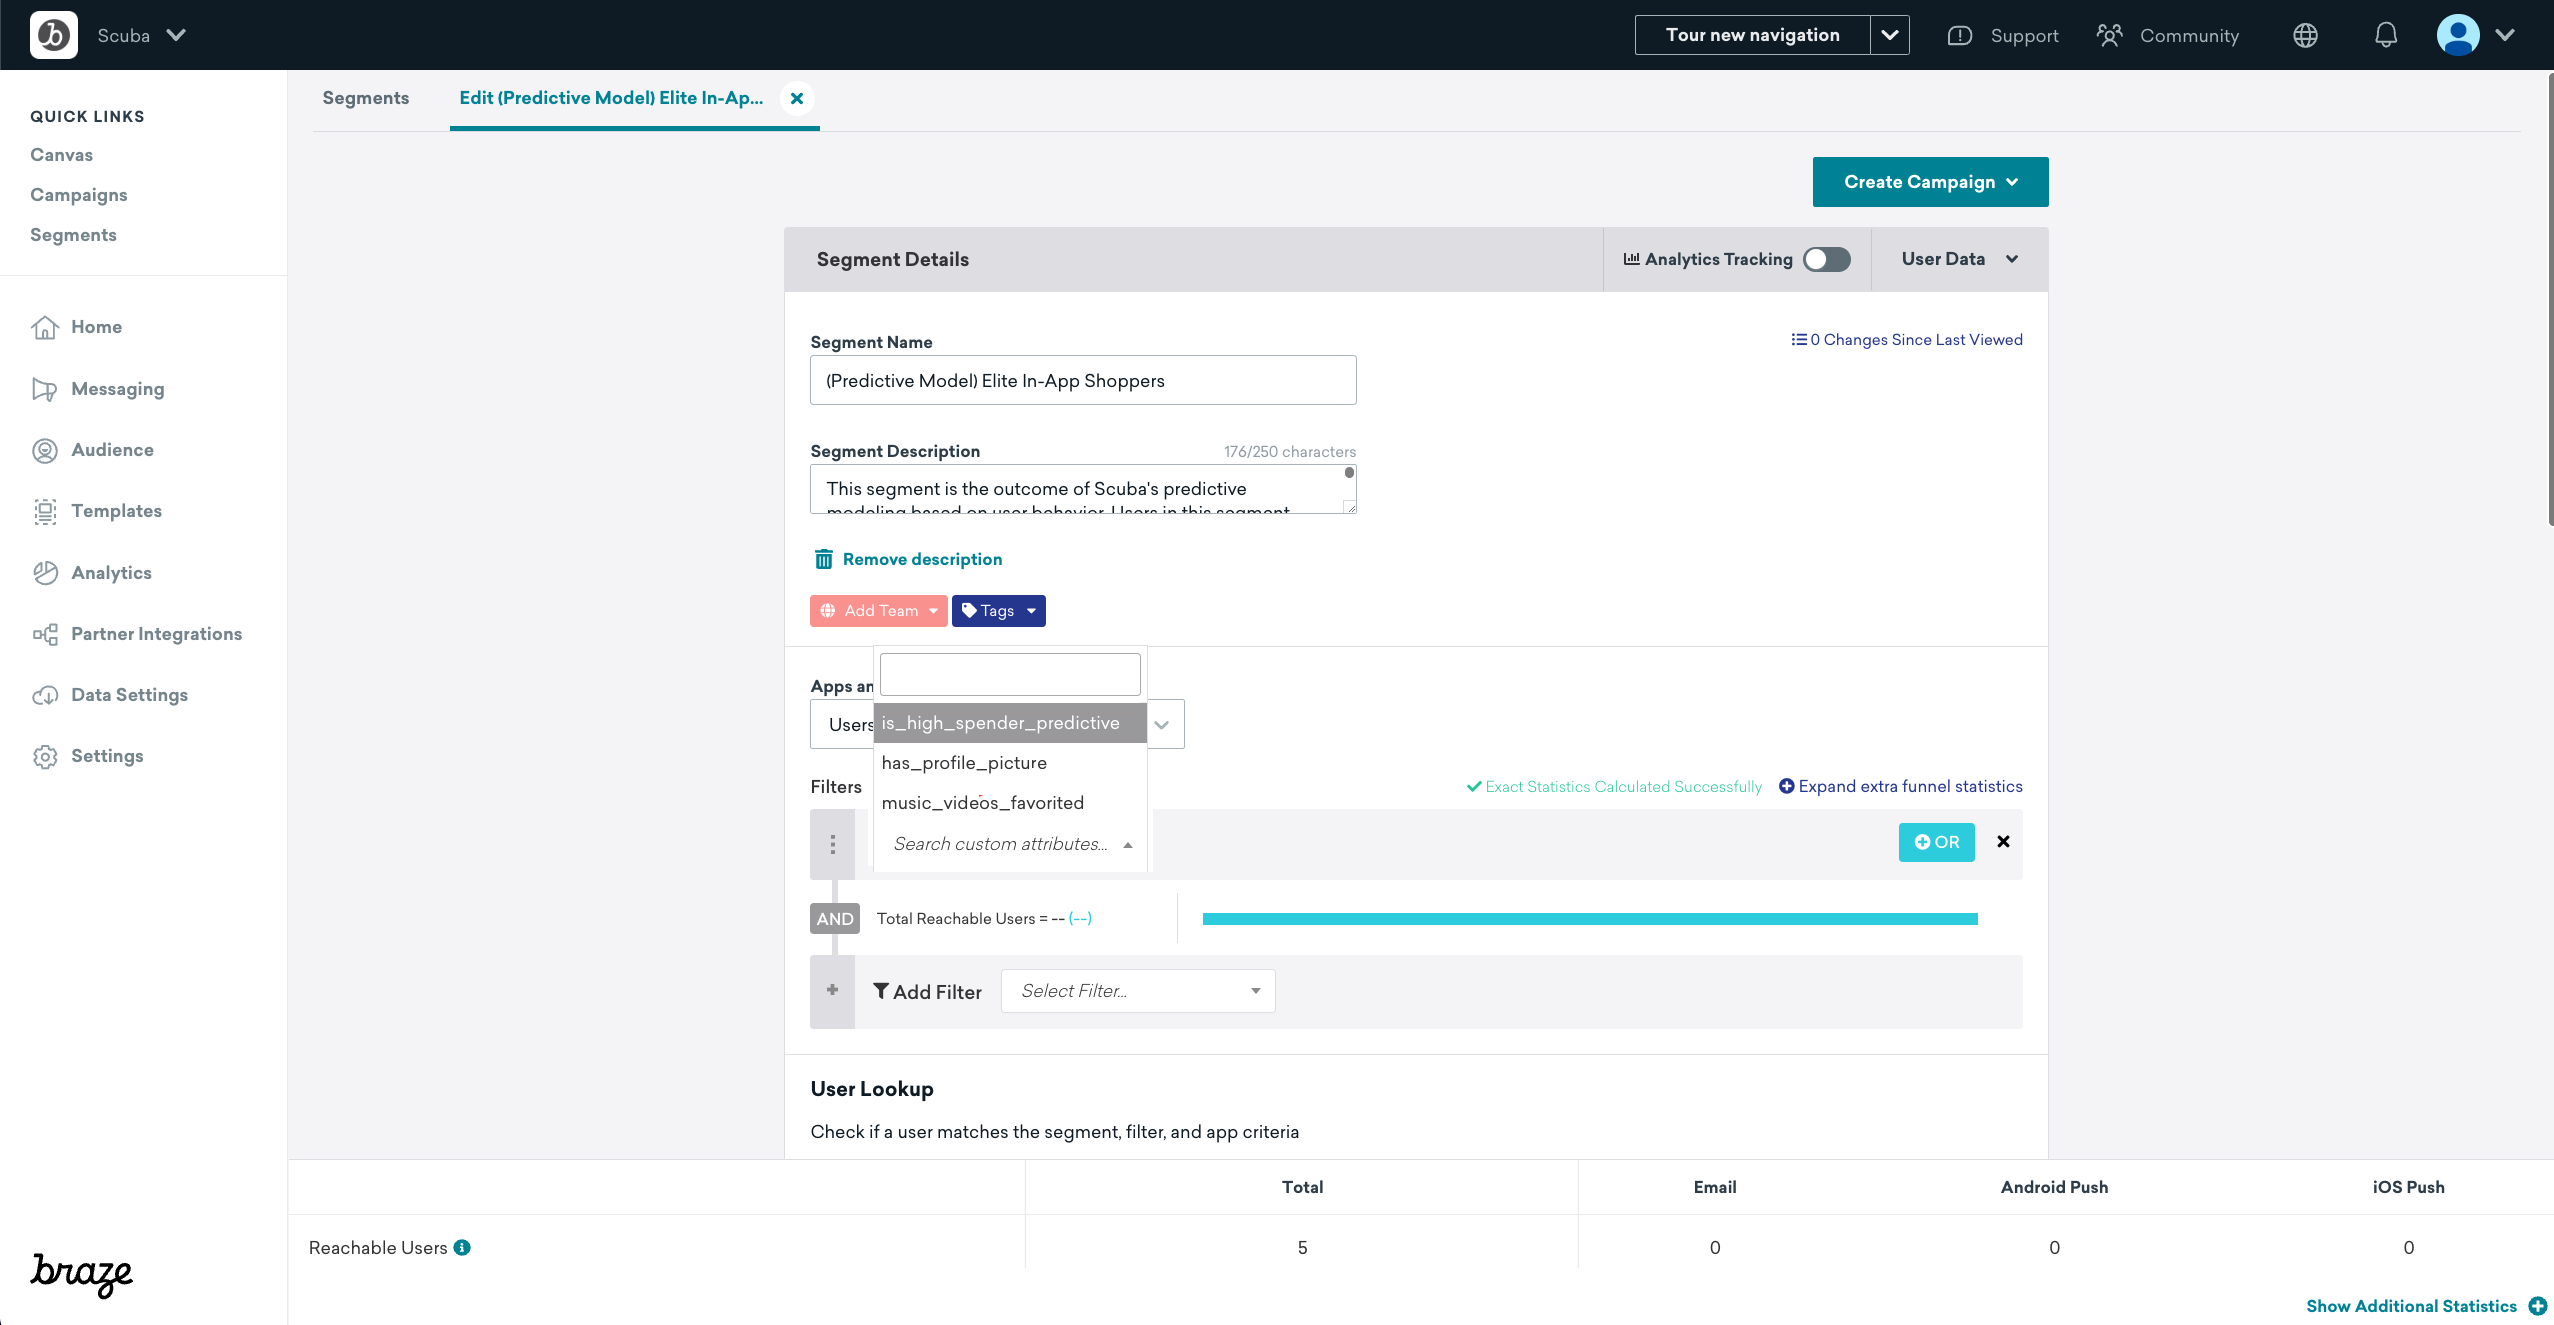 Scuba
Tour new navigation
Support
Community
QUICK LINKS
Canvas
Campaigns
Segments
Home
Messaging
Audience
Templates
Analytics
Partner Integrations
Data Settings
Settings
braze
Segments
Edit (Predictive Model) Elite In-Ap...
Create Campaign
Segment Details
Analytics Tracking
User Data
Segment Name
0 Changes Since Last Viewed
(Predictive Model) Elite In-App Shoppers
Segment Description
176/250 characters
This segment is the outcome of Scuba's predictive
modeling based on user behavior. Users in this segment
Remove description
Add Team
Tags
Apps an
Users
is_high_spender_predictive
has_profile_picture
music_videos_favorited
Search custom attributes...
Filters
Exact Statistics Calculated Successfully
Expand extra funnel statistics
OR
AND
Total Reachable Users = -- (--)
Add Filter
Select Filter...
User Lookup
Check if a user matches the segment, filter, and app criteria
Total
Email
Android Push
iOS Push
Reachable Users
5
0
0
0
Show Additional Statistics